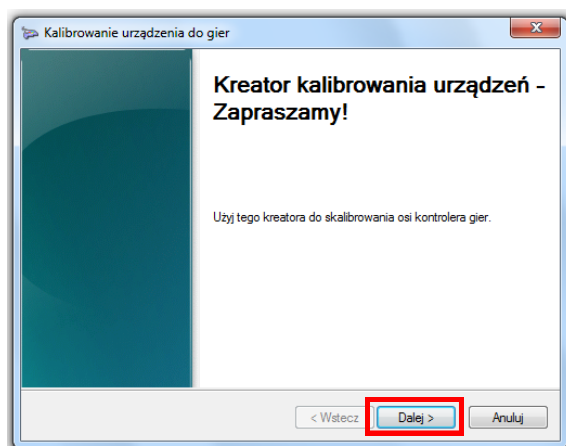 Kalibrowanie urządzenia do gier
Kreator kalibrowania urządzeń -
Zapraszamy!
Użyj tego kreatora do skalibrowania osi kontrolera gier.
< Wstecz Dalej > Anuluj